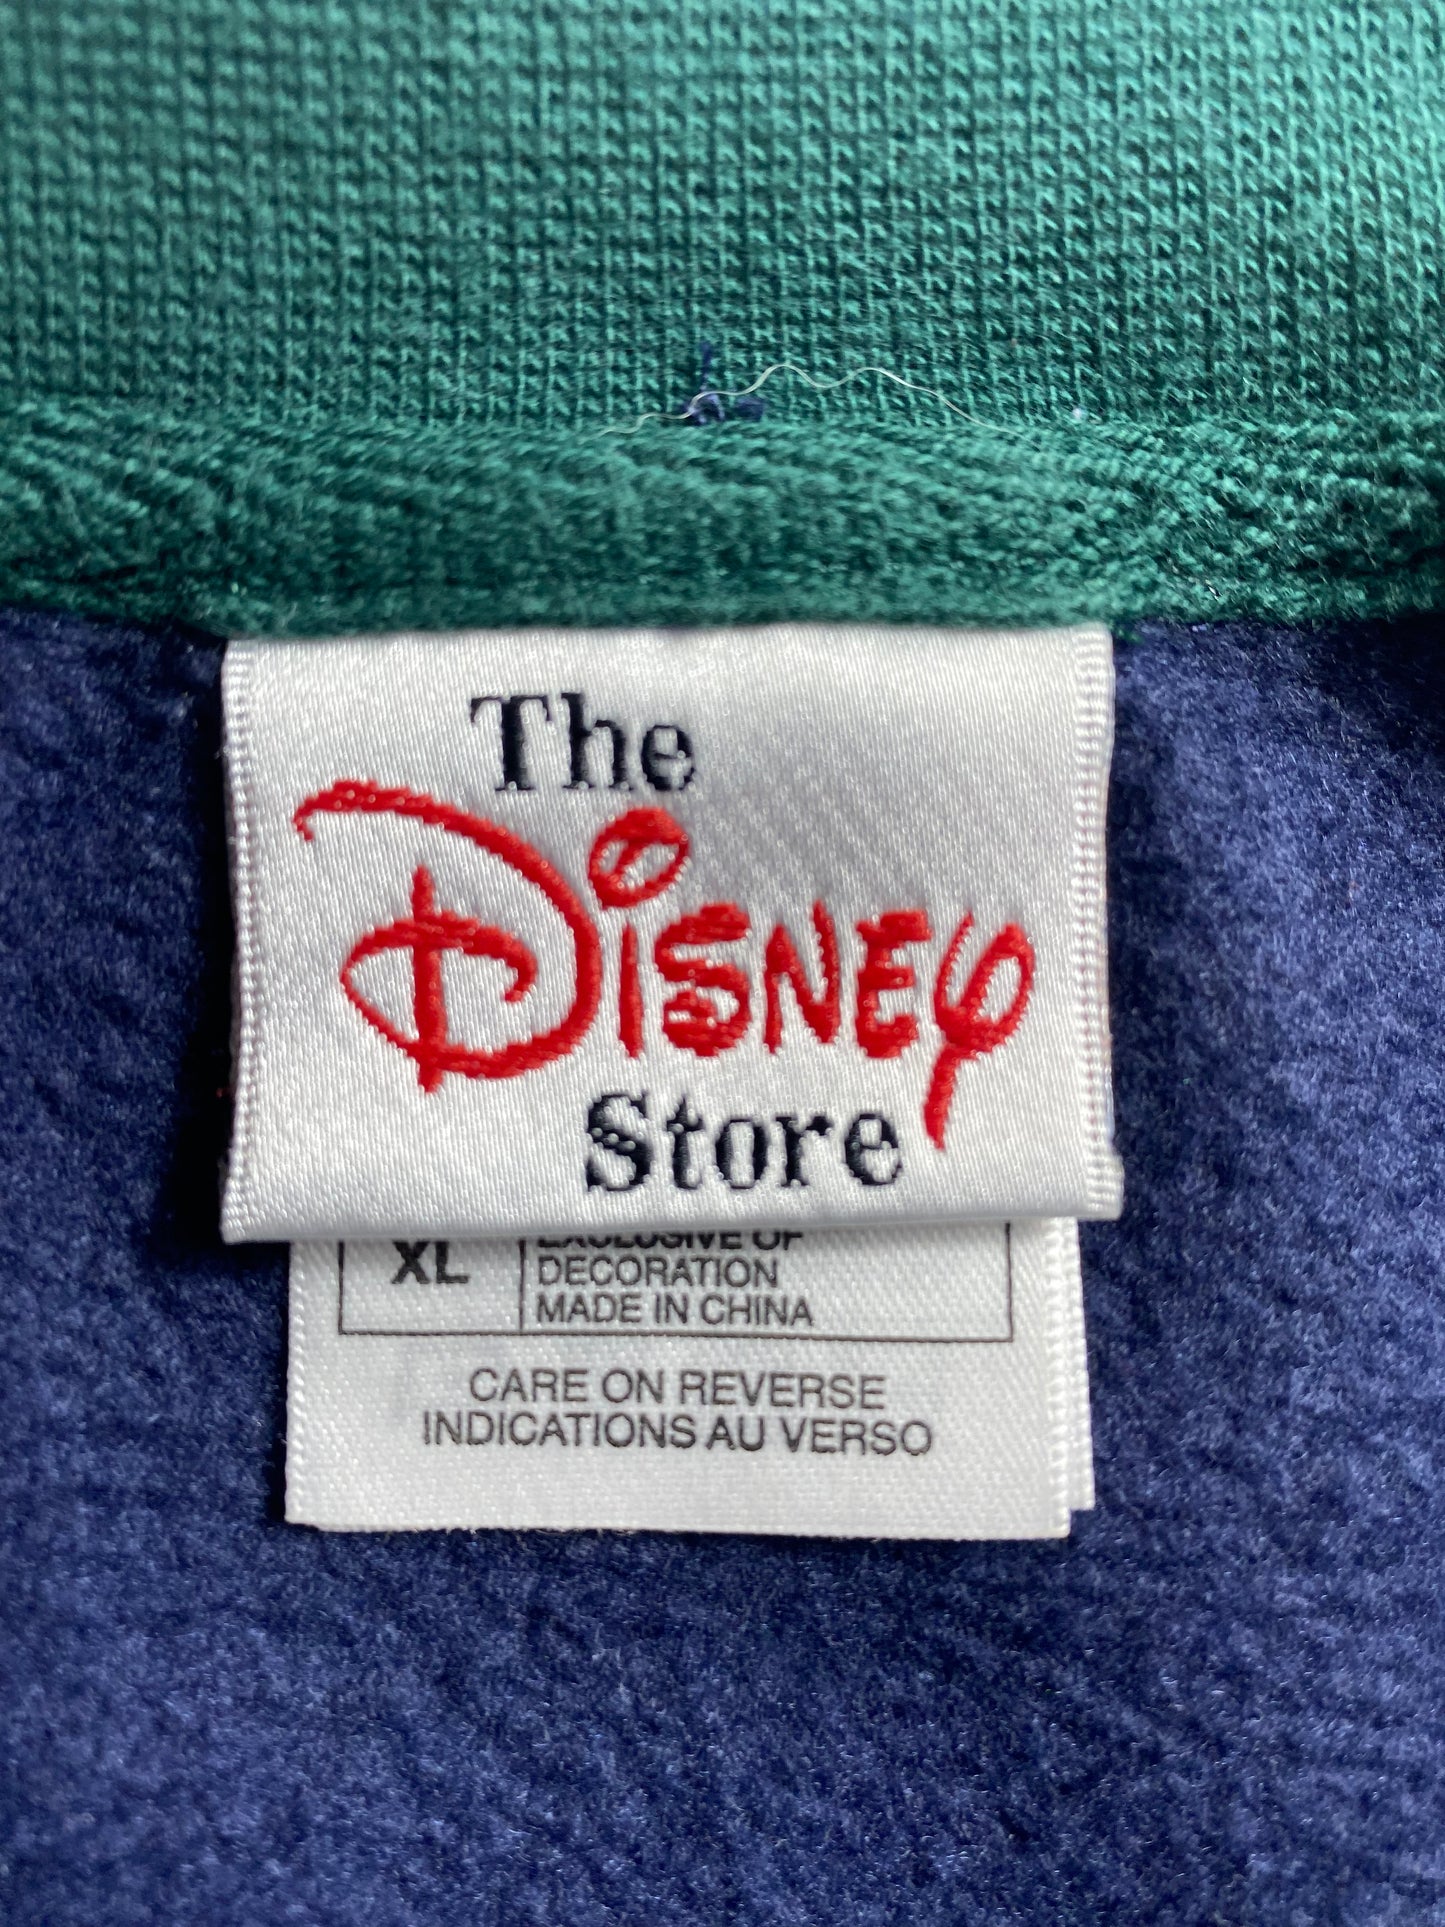 The
Disney
Store
XL
EXCLUSIVE OF
DECORATION
MADE IN CHINA
CARE ON REVERSE
INDICATIONS AU VERSO